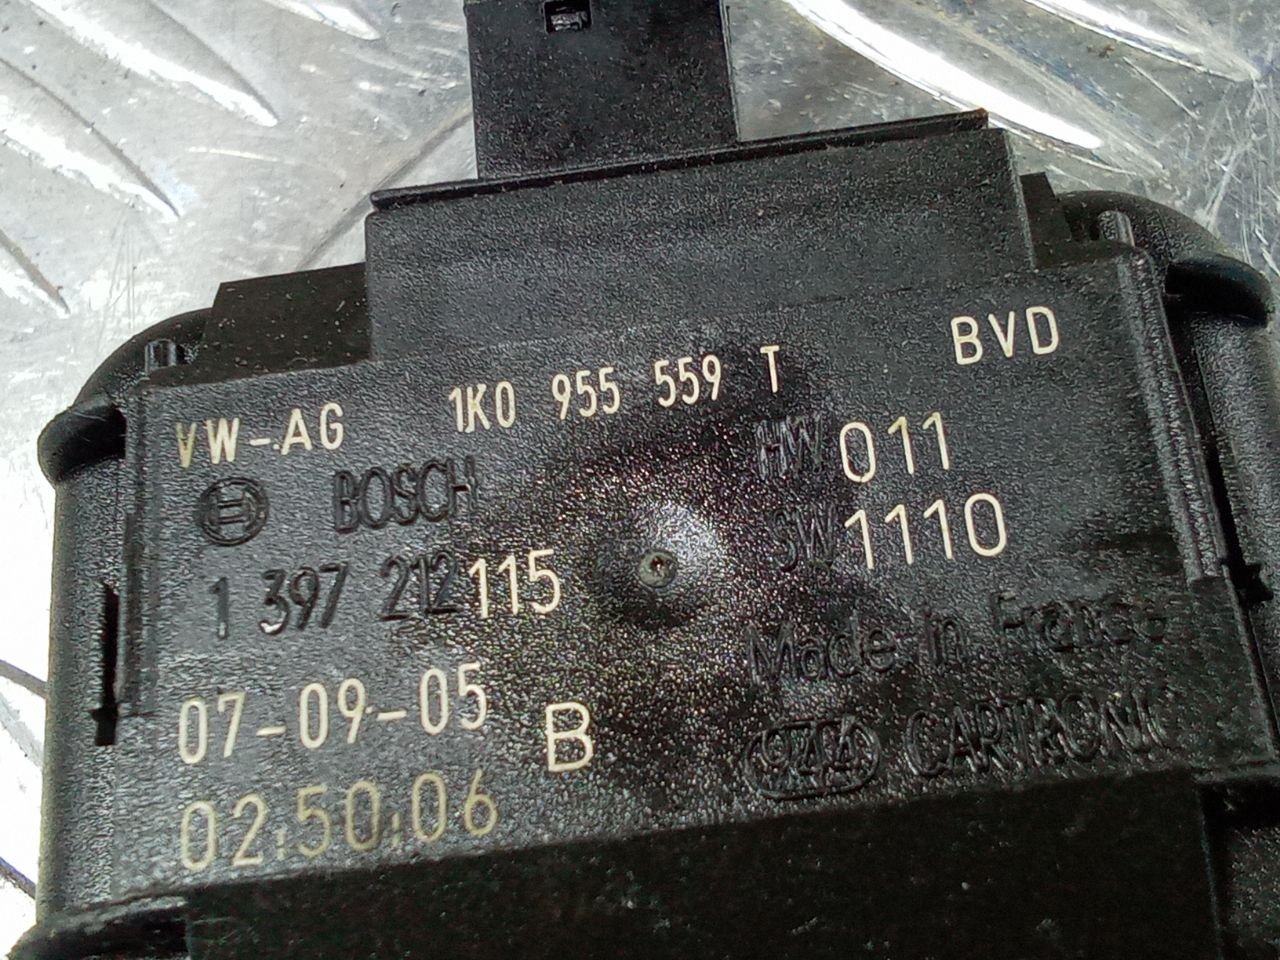 VW-AG 1K0 955 559 T BVD
BOSCH HW 011
1 397 212 115 SW 1110
07-09-05 B Made in France
02:50:06 CARTRONIC